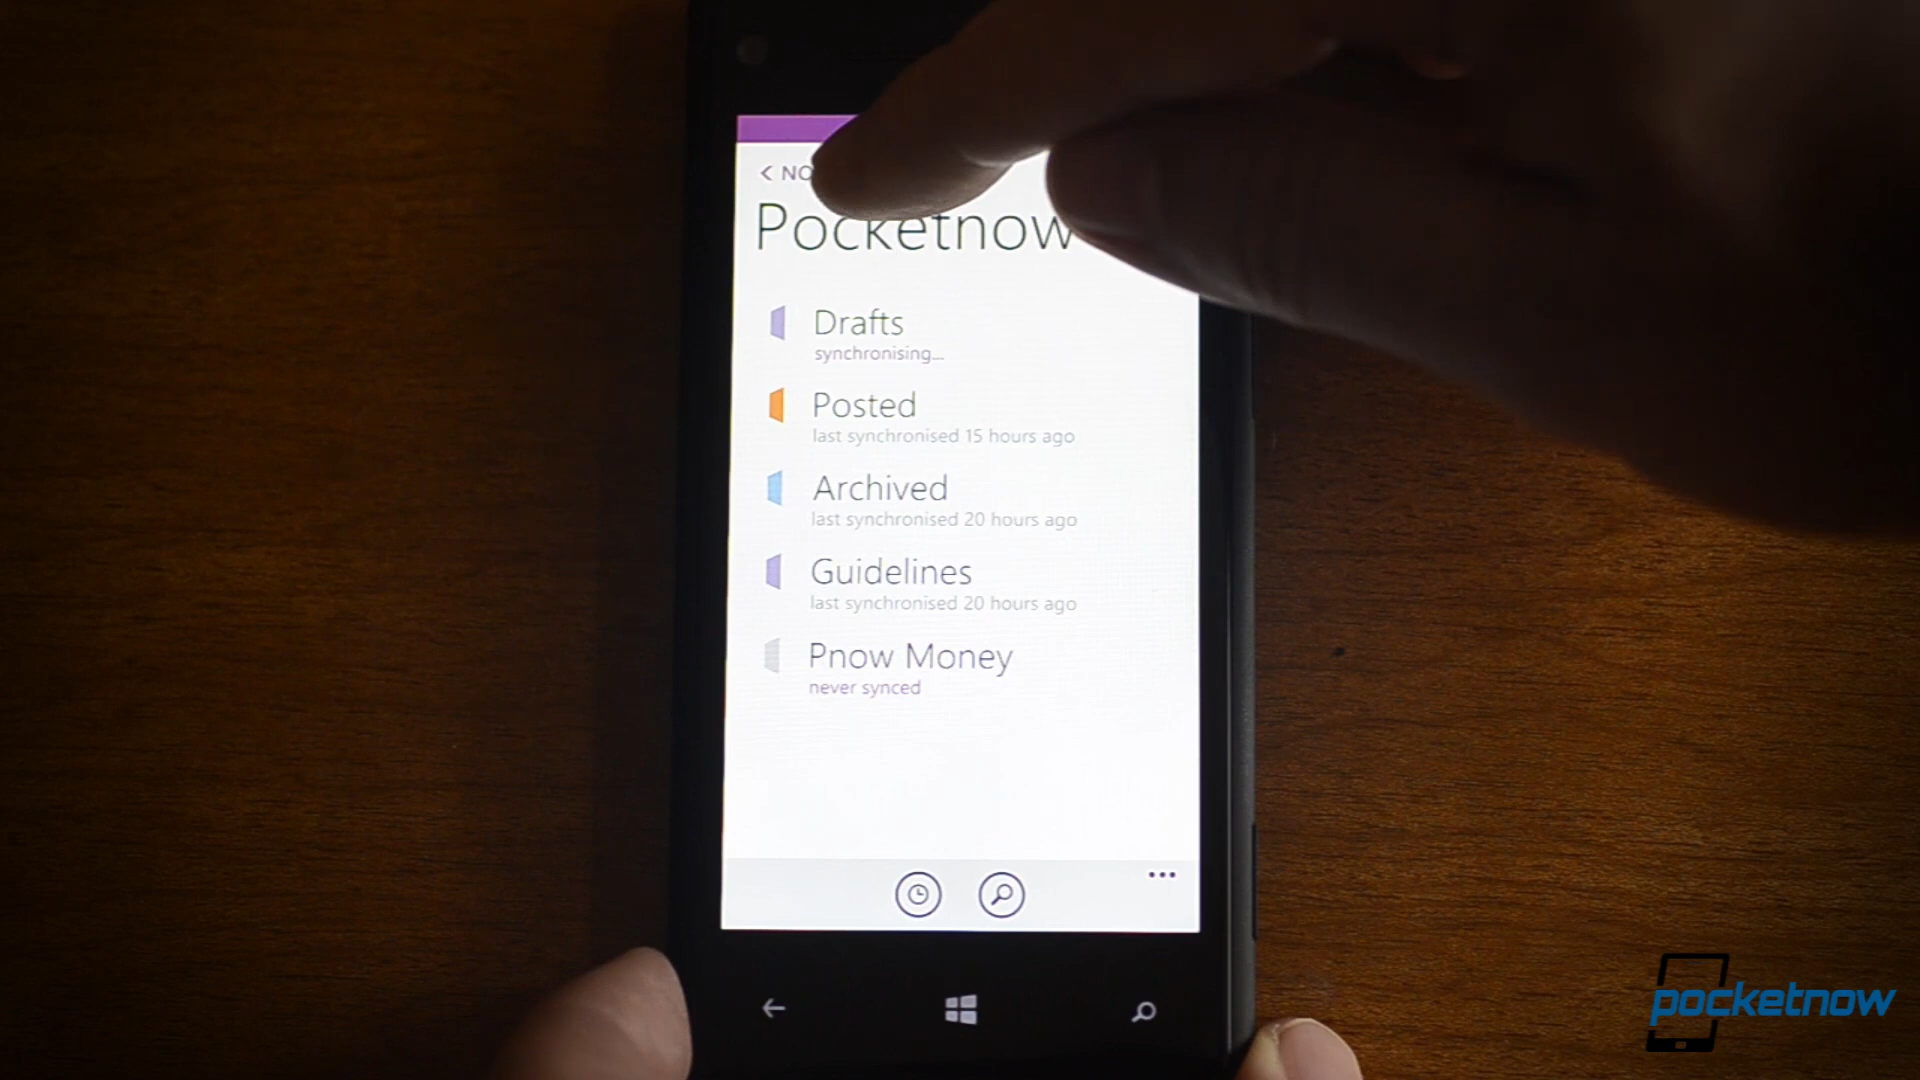 < NO
Pocketnow
Drafts
synchronising...
Posted
last synchronised 15 hours ago
Archived
last synchronised 20 hours ago
Guidelines
last synchronised 20 hours ago
Pnow Money
never synced
pocketnow